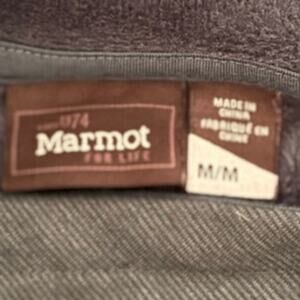 Marmot
FOR LIFE
MADE IN
CHINA
FABRIQUÉ EN
CHINE
M/M